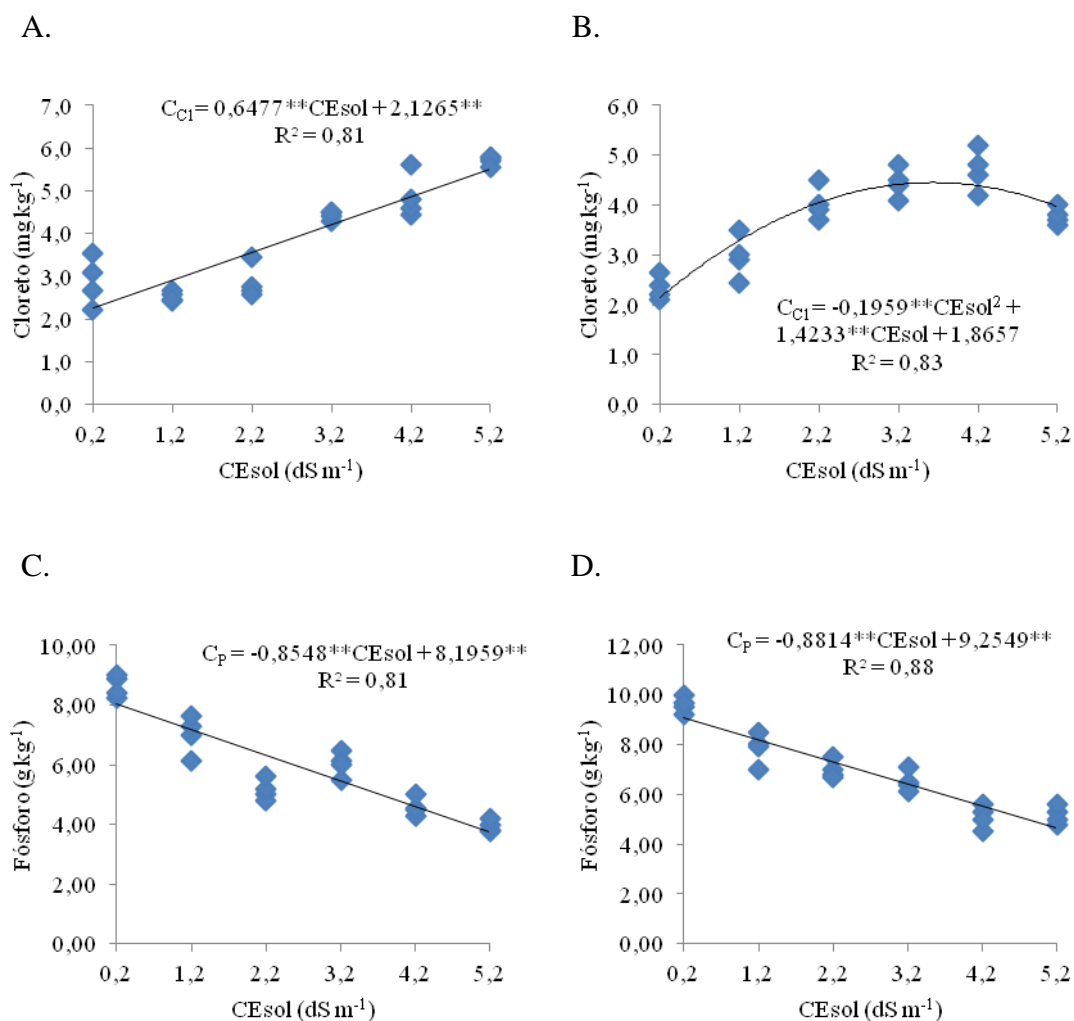 A.
C_C1= 0,6477**CEsol + 2,1265**
R² = 0,81
Cloreto (mg kg⁻¹)
7,0
6,0
5,0
4,0
3,0
2,0
1,0
0,0
0,2 1,2 2,2 3,2 4,2 5,2
CEsol (dS m⁻¹)
B.
Cloreto (mg kg⁻¹)
6,0
5,0
4,0
3,0
2,0
1,0
0,0
C_C1= -0,1959**CEsol² +
1,4233**CEsol + 1,8657
R² = 0,83
0,2 1,2 2,2 3,2 4,2 5,2
CEsol (dS m⁻¹)
C.
C_P = -0,8548**CEsol + 8,1959**
R² = 0,81
Fósforo (g kg⁻¹)
10,00
8,00
6,00
4,00
2,00
0,00
0,2 1,2 2,2 3,2 4,2 5,2
CEsol (dS m⁻¹)
D.
C_P = -0,8814**CEsol + 9,2549**
R² = 0,88
Fósforo (g kg⁻¹)
12,00
10,00
8,00
6,00
4,00
2,00
0,00
0,2 1,2 2,2 3,2 4,2 5,2
CEsol (dS m⁻¹)